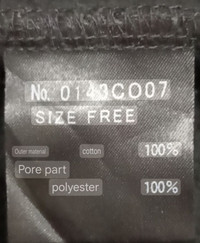 No. 0143CO07
SIZE FREE
Outer material cotton 100%
Pore part
polyester 100%